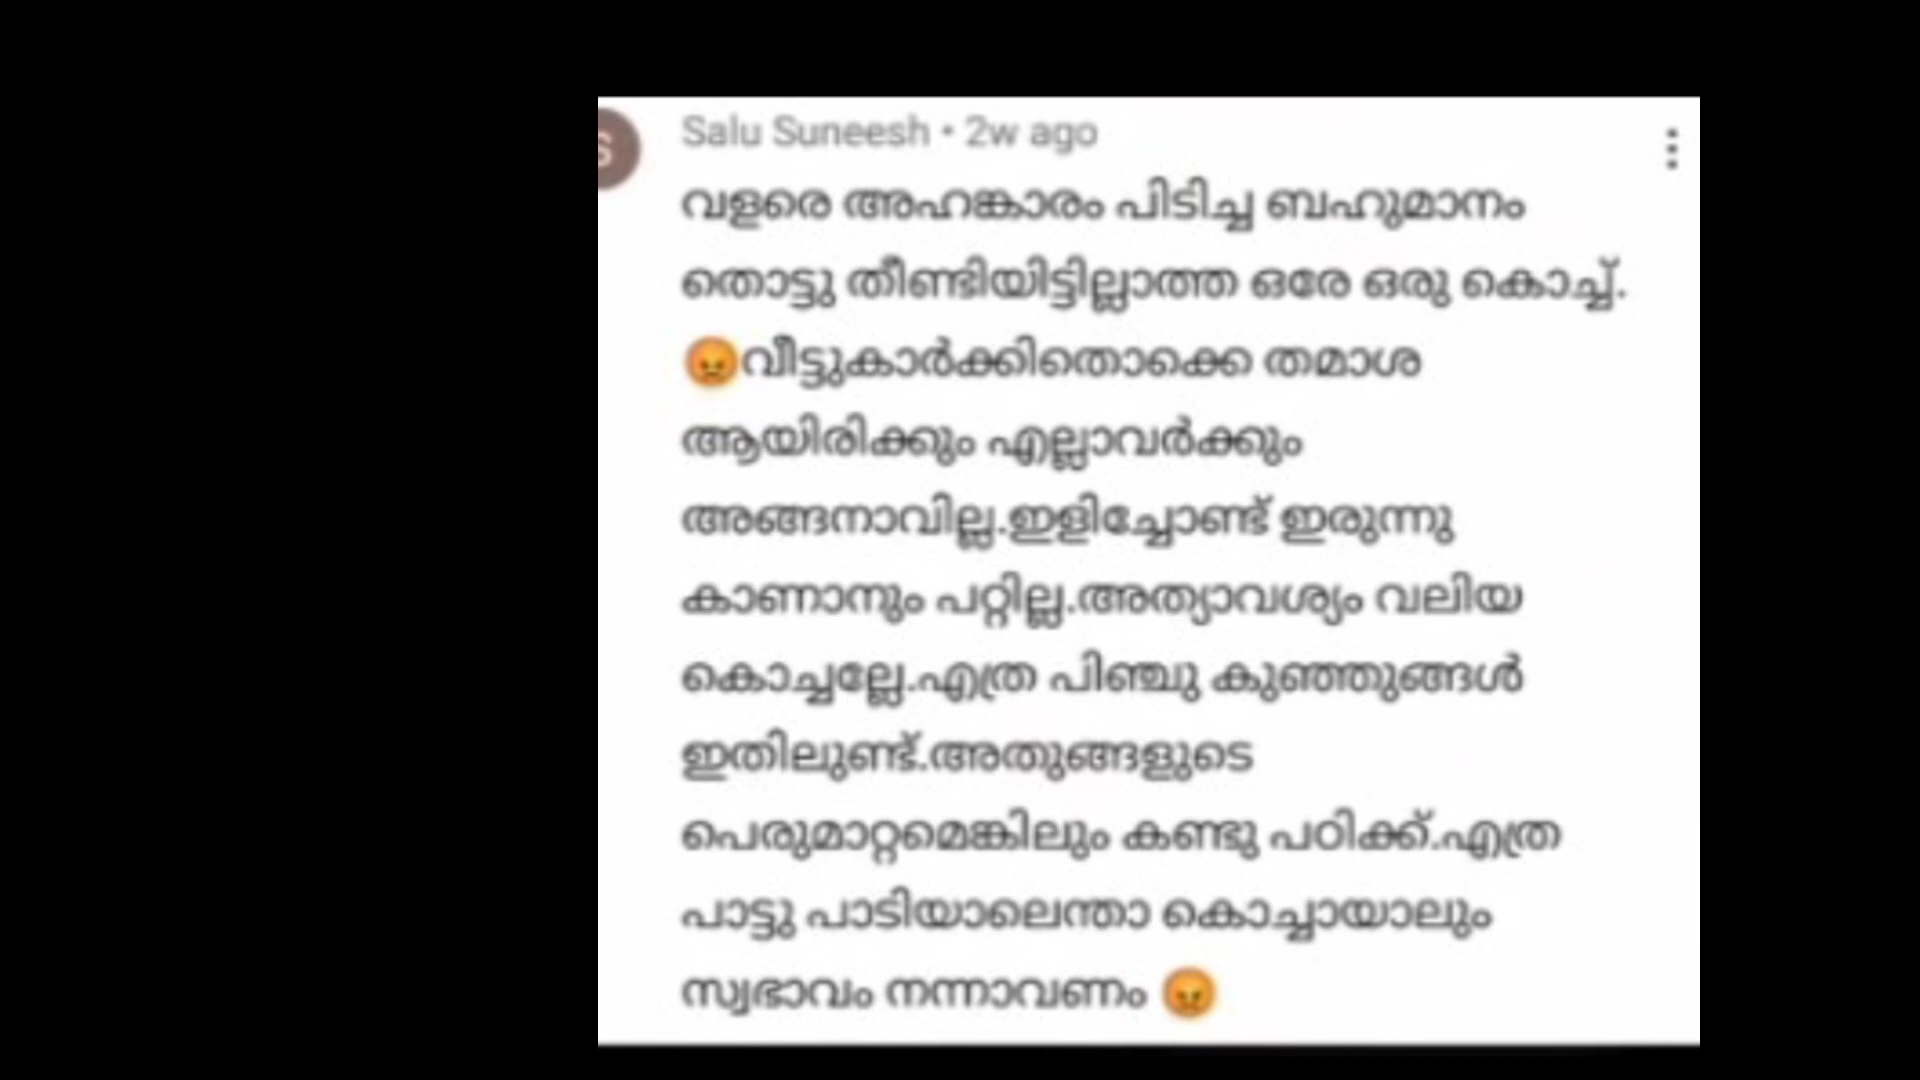 S
Salu Suneesh • 2w ago
വളരെ അഹങ്കാരം പിടിച്ച ബഹുമാനം
തൊട്ടു തീണ്ടിയിട്ടില്ലാത്ത ഒരേ ഒരു കൊച്ച്.
😡വീട്ടുകാർക്കിതൊക്കെ തമാശ
ആയിരിക്കും എല്ലാവർക്കും
അങ്ങനാവില്ല.ഇളിച്ചോണ്ട് ഇരുന്നു
കാണാനും പറ്റില്ല.അത്യാവശ്യം വലിയ
കൊച്ചല്ലേ.എത്ര പിഞ്ചു കുഞ്ഞുങ്ങൾ
ഇതിലുണ്ട്.അതുങ്ങളുടെ
പെരുമാറ്റമെങ്കിലും കണ്ടു പഠിക്ക്.എത്ര
പാട്ടു പാടിയാലെന്താ കൊച്ചായാലും
സ്വഭാവം നന്നാവണം 😡